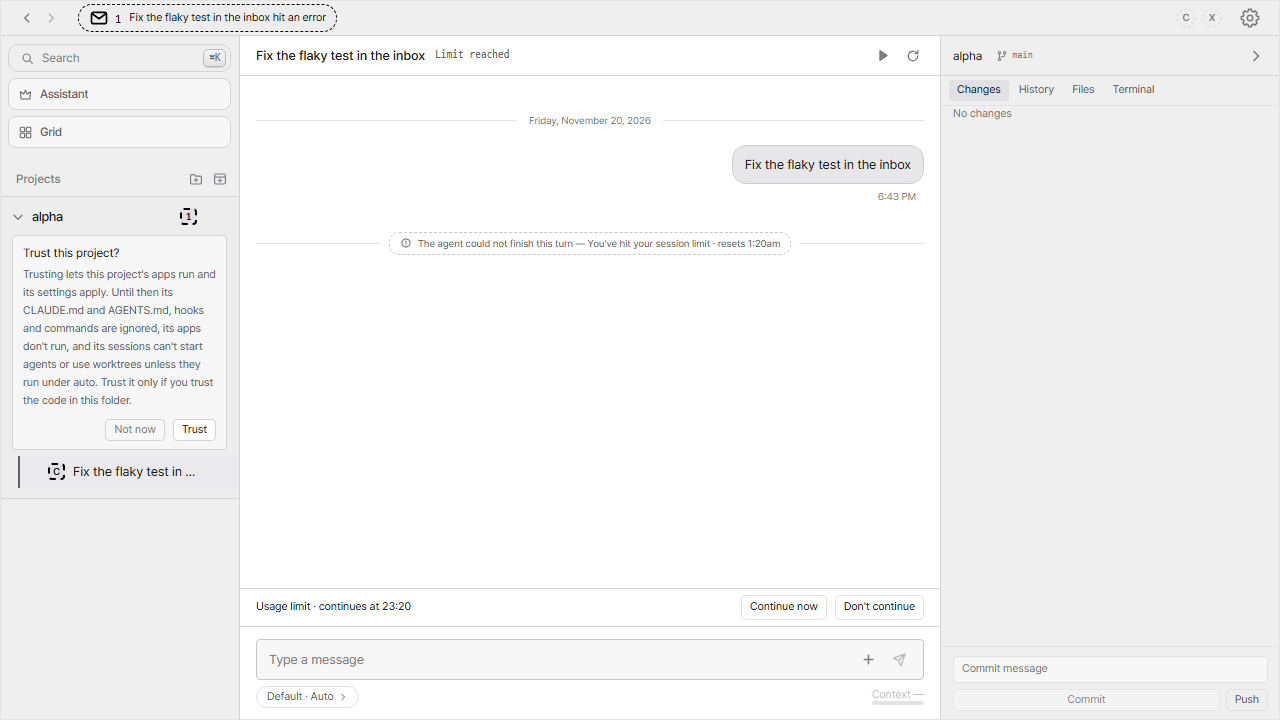 1 Fix the flaky test in the inbox hit an error
C X
Search ⌘K
Assistant
Grid
Projects
alpha 1
Trust this project?
Trusting lets this project's apps run and
its settings apply. Until then its
CLAUDE.md and AGENTS.md, hooks
and commands are ignored, its apps
don't run, and its sessions can't start
agents or use worktrees unless they
run under auto. Trust it only if you trust
the code in this folder.
Not now Trust
C Fix the flaky test in ...
Fix the flaky test in the inbox Limit reached
Friday, November 20, 2026
Fix the flaky test in the inbox
6:43 PM
The agent could not finish this turn — You've hit your session limit · resets 1:20am
Usage limit · continues at 23:20 Continue now Don't continue
Type a message
Default · Auto Context —
alpha main
Changes History Files Terminal
No changes
Commit message
Commit Push